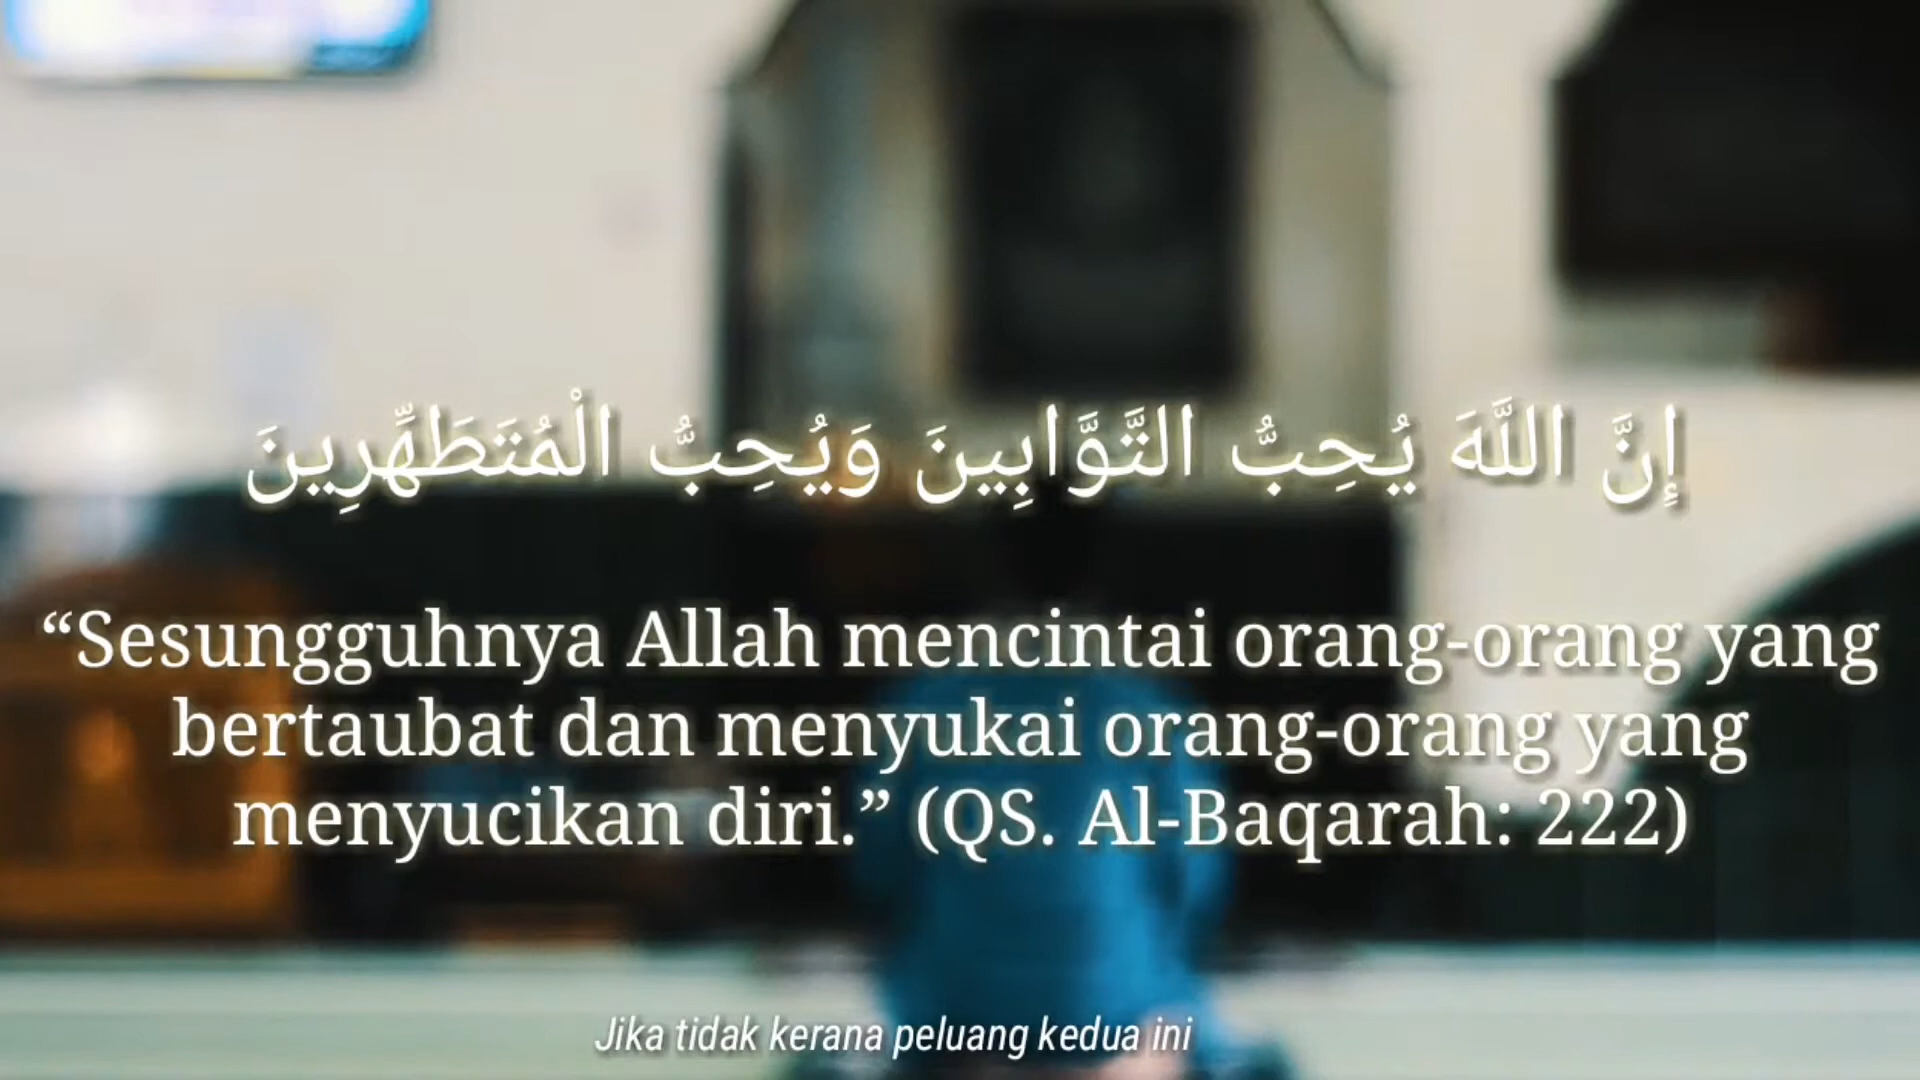 إِنَّ اللَّهَ يُحِبُّ التَّوَّابِينَ وَيُحِبُّ الْمُتَطَهِّرِينَ
“Sesungguhnya Allah mencintai orang-orang yang
bertaubat dan menyukai orang-orang yang
menyucikan diri.” (QS. Al-Baqarah: 222)
Jika tidak kerana peluang kedua ini